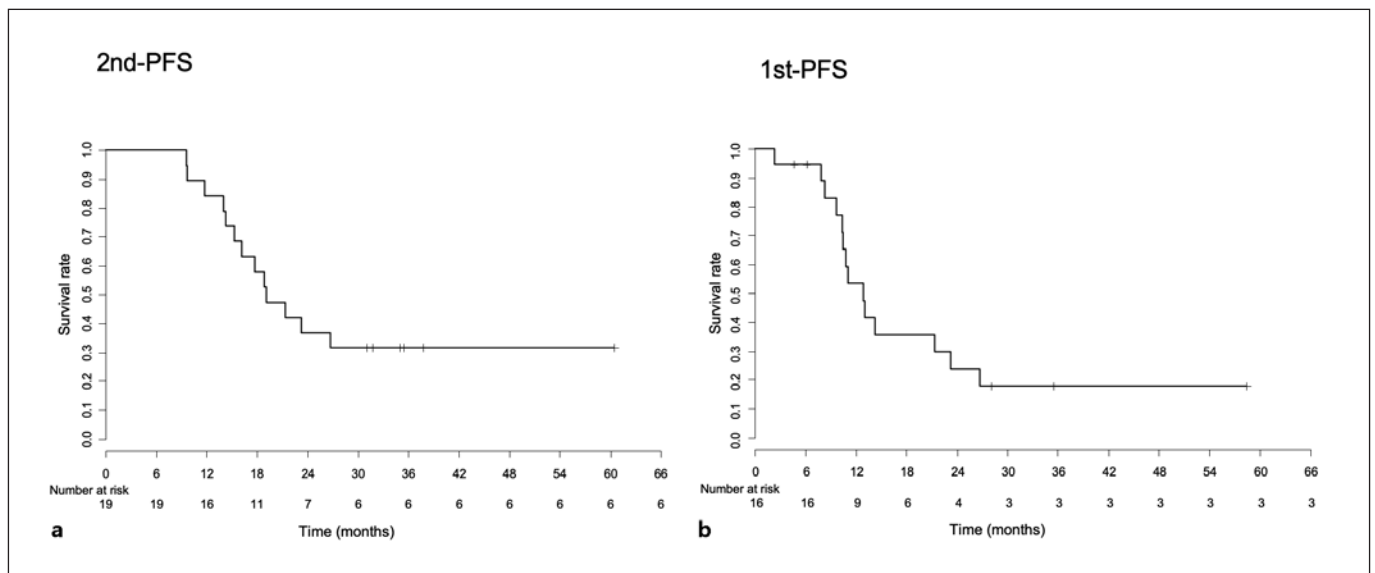 2nd-PFS
1.0
0.9
0.8
0.7
0.6
0.5
0.4
0.3
0.2
0.1
0.0
Survival rate
0 6 12 18 24 30 36 42 48 54 60 66
Number at risk
19 19 16 11 7 6 6 6 6 6 6 6
a
Time (months)
1st-PFS
1.0
0.9
0.8
0.7
0.6
0.5
0.4
0.3
0.2
0.1
0.0
Survival rate
0 6 12 18 24 30 36 42 48 54 60 66
Number at risk
16 16 9 6 4 3 3 3 3 3 3 3
b
Time (months)